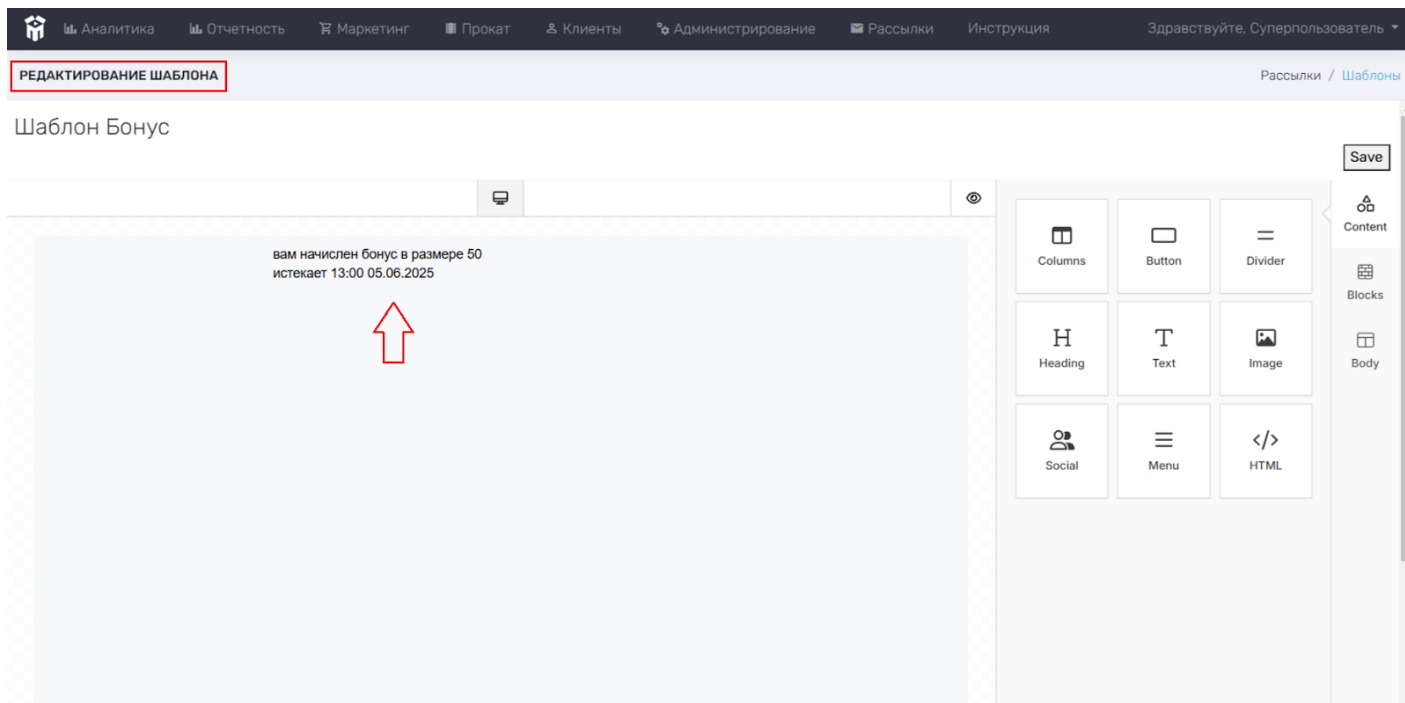 Аналитика Отчетность Маркетинг Прокат Клиенты Администрирование Рассылки Инструкция Здравствуйте, Суперпользователь
РЕДАКТИРОВАНИЕ ШАБЛОНА Рассылки / Шаблоны
Шаблон Бонус
Save
Content
вам начислен бонус в размере 50
истекает 13:00 05.06.2025
Columns Button Divider
Blocks
Heading Text Image
Body
Social Menu HTML